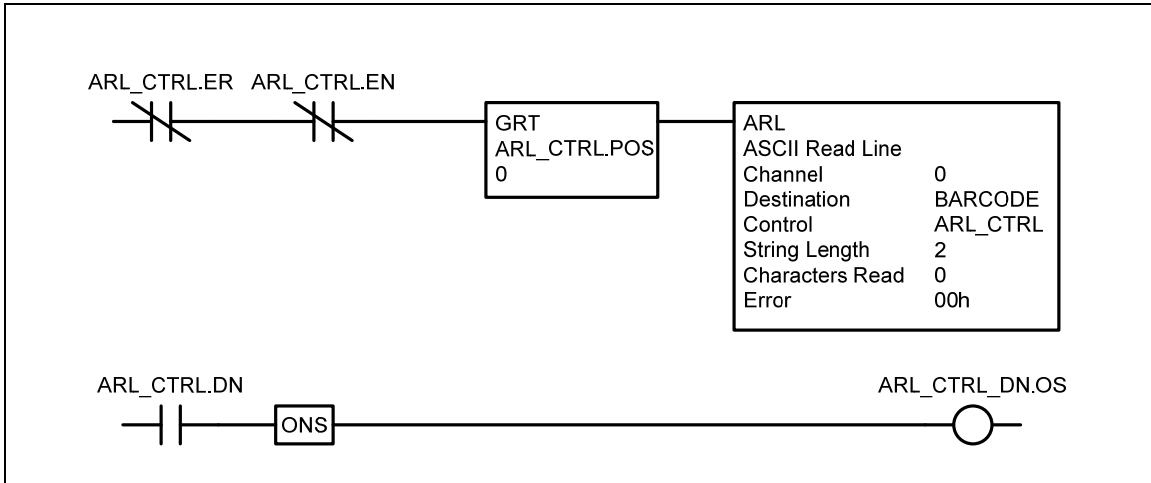 ARL_CTRL.ER ARL_CTRL.EN
GRT
ARL_CTRL.POS
0
ARL
ASCII Read Line
Channel 0
Destination BARCODE
Control ARL_CTRL
String Length 2
Characters Read 0
Error 00h
ARL_CTRL.DN ARL_CTRL_DN.OS
ONS